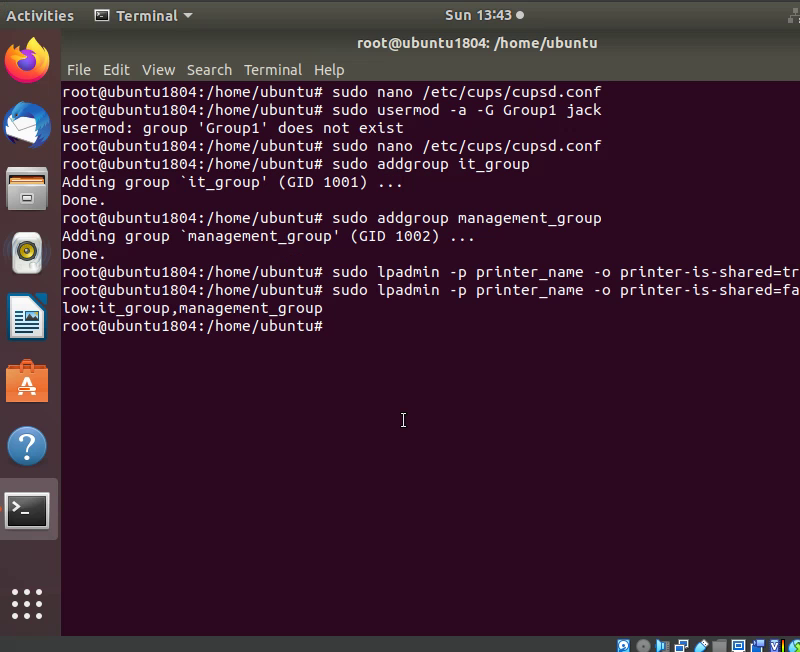 Activities Terminal Sun 13:43
root@ubuntu1804: /home/ubuntu
File Edit View Search Terminal Help
root@ubuntu1804:/home/ubuntu# sudo nano /etc/cups/cupsd.conf
root@ubuntu1804:/home/ubuntu# sudo usermod -a -G Group1 jack
usermod: group 'Group1' does not exist
root@ubuntu1804:/home/ubuntu# sudo nano /etc/cups/cupsd.conf
root@ubuntu1804:/home/ubuntu# sudo addgroup it_group
Adding group `it_group' (GID 1001) ...
Done.
root@ubuntu1804:/home/ubuntu# sudo addgroup management_group
Adding group `management_group' (GID 1002) ...
Done.
root@ubuntu1804:/home/ubuntu# sudo lpadmin -p printer_name -o printer-is-shared=tr
root@ubuntu1804:/home/ubuntu# sudo lpadmin -p printer_name -o printer-is-shared=fa
low:it_group,management_group
root@ubuntu1804:/home/ubuntu#